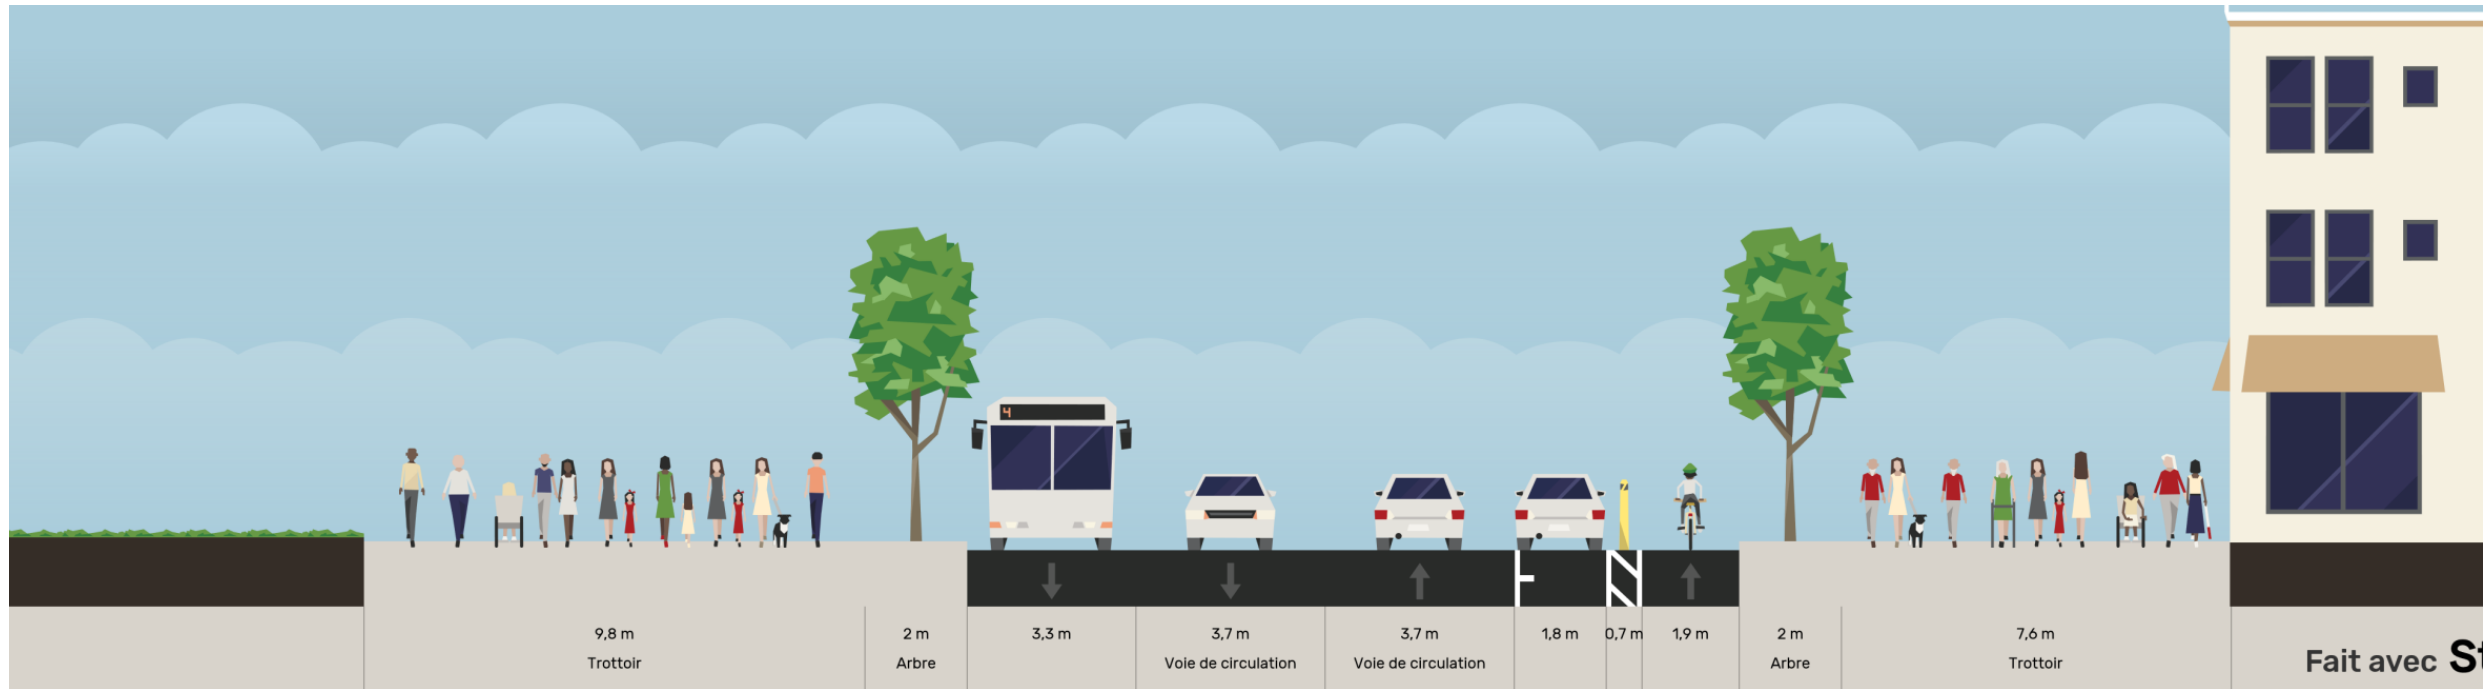 4
9,8 m
Trottoir
2 m
Arbre
3,3 m
3,7 m
Voie de circulation
3,7 m
Voie de circulation
1,8 m
0,7 m
1,9 m
2 m
Arbre
7,6 m
Trottoir
Fait avec St